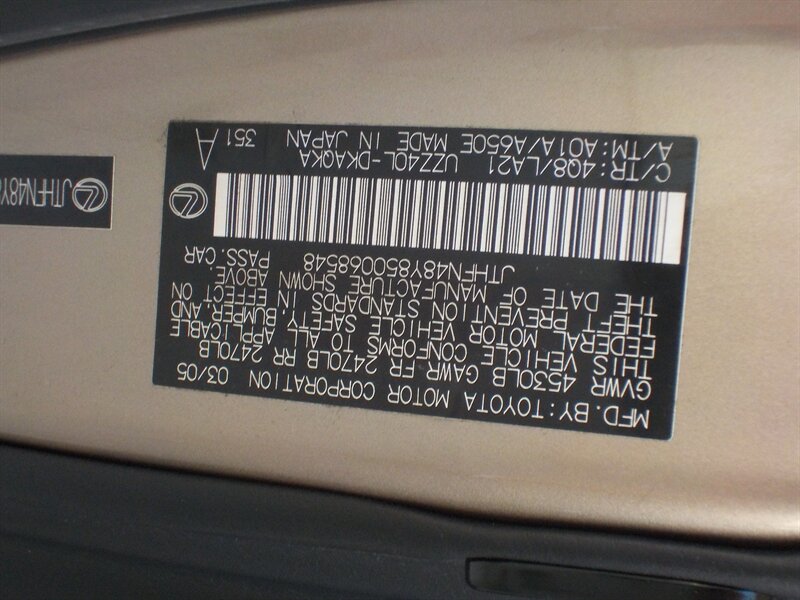 MFD. BY: TOYOTA MOTOR CORPORATION 03/05
GVWR 4530LB GAWR FR 2470LB RR 2470LB
THIS VEHICLE CONFORMS TO ALL APPLICABLE
FEDERAL MOTOR VEHICLE SAFETY, BUMPER, AND
THEFT PREVENTION STANDARDS IN EFFECT ON
THE DATE OF MANUFACTURE SHOWN ABOVE.
JTHFN48Y850068548 PASS. CAR
C/TR: 4Q8/LA21 UZZ40L-DKAQKA
A/TM: A01A/A650E MADE IN JAPAN 351 A
JTHFN48Y